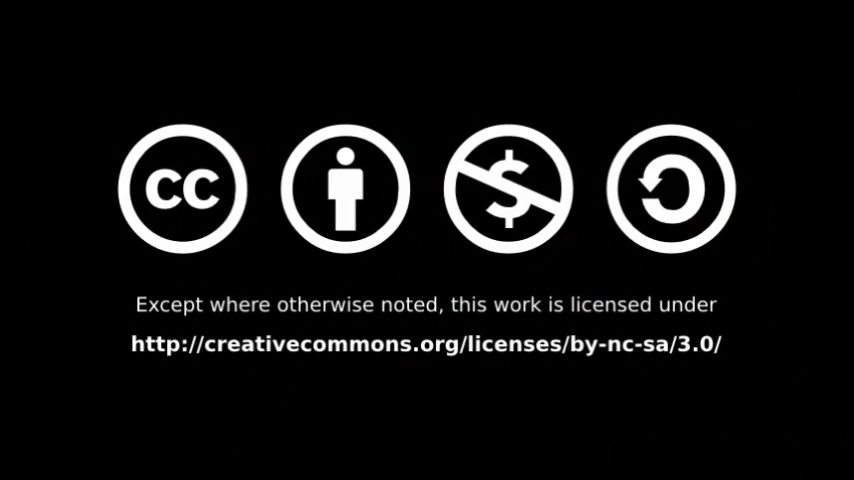 cc
Except where otherwise noted, this work is licensed under
http://creativecommons.org/licenses/by-nc-sa/3.0/